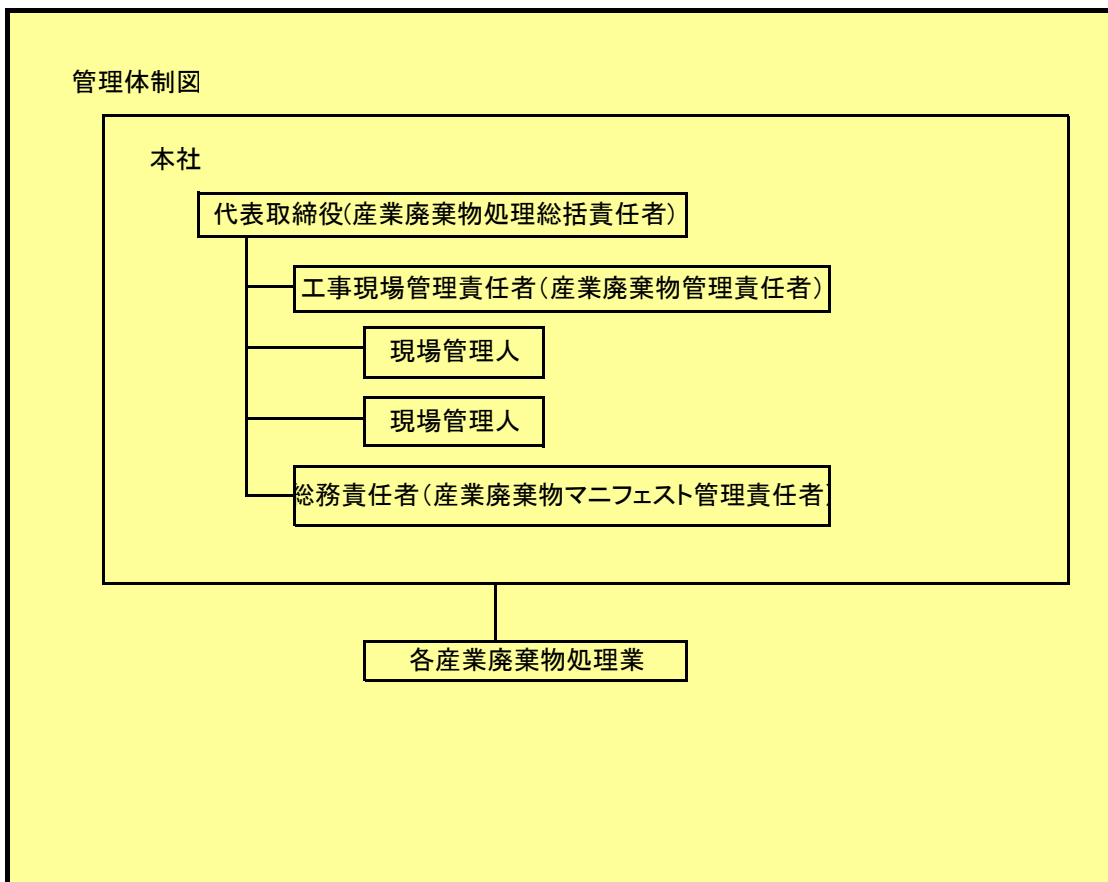 管理体制図
本社
代表取締役(産業廃棄物処理総括責任者)
工事現場管理責任者(産業廃棄物管理責任者)
現場管理人
現場管理人
総務責任者(産業廃棄物マニフェスト管理責任者)
各産業廃棄物処理業